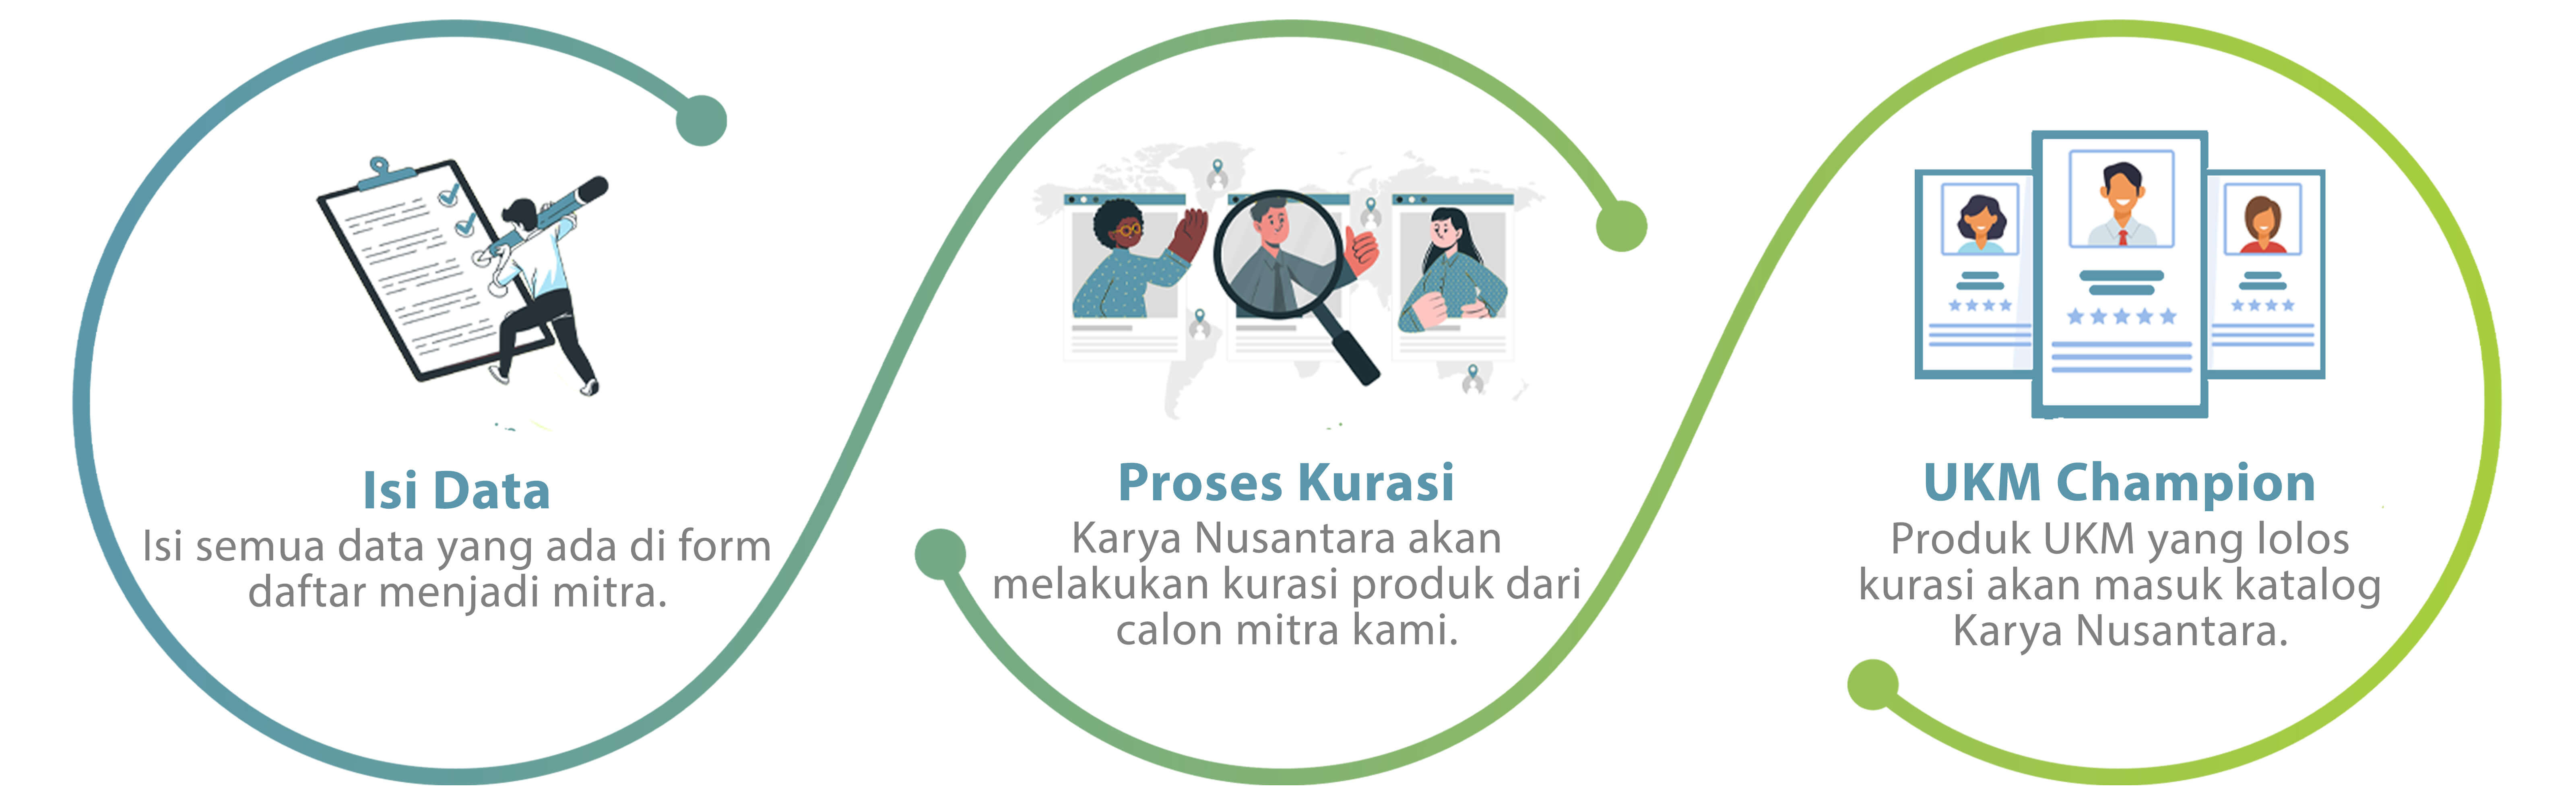 Isi Data
Isi semua data yang ada di form
daftar menjadi mitra.
Proses Kurasi
Karya Nusantara akan
melakukan kurasi produk dari
calon mitra kami.
UKM Champion
Produk UKM yang lolos
kurasi akan masuk katalog
Karya Nusantara.